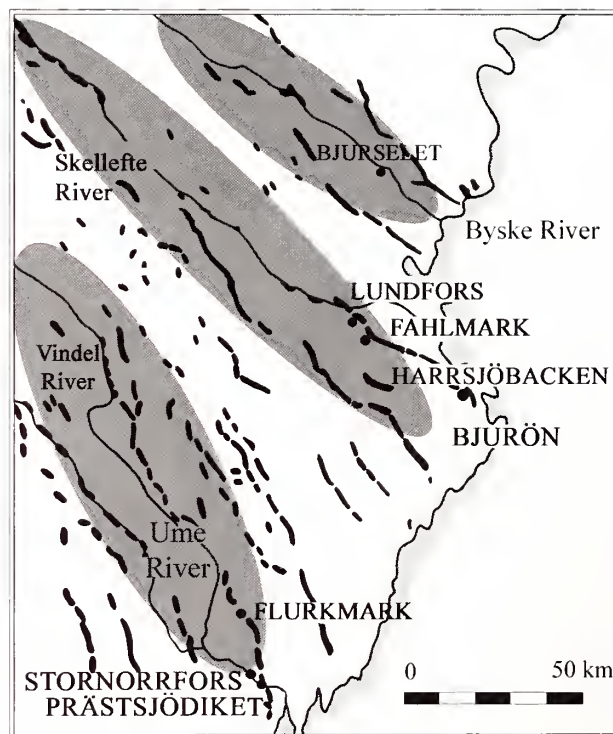 BJURSELET
Skellefte
River
Byske River
LUNDFORS
FAHLMARK
Vindel
River
HARRSJÖBACKEN
BJURÖN
Ume
River
FLURKMARK
0 50 km
STORNORRFORS
PRÄSTSJÖDIKET